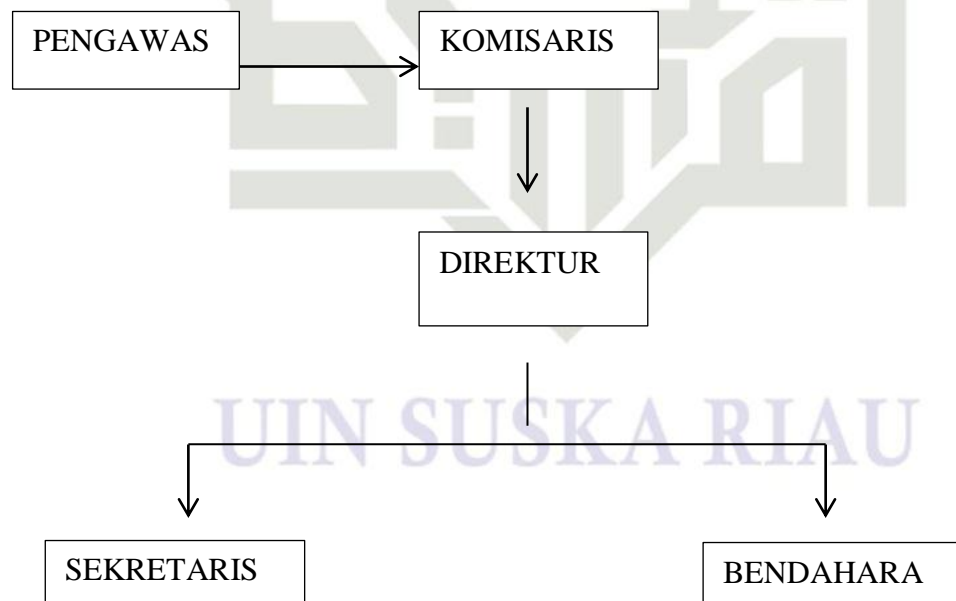 PENGAWAS
KOMISARIS
DIREKTUR
UIN SUSKA RIAU
SEKRETARIS
BENDAHARA